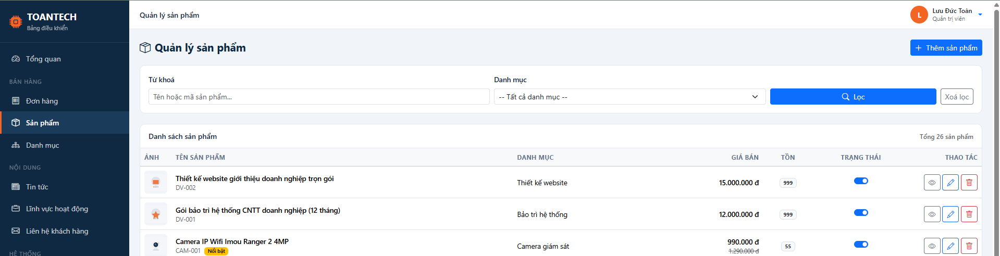 TOANTECH
Bảng điều khiển
Tổng quan
BÁN HÀNG
Đơn hàng
Sản phẩm
Danh mục
NỘI DUNG
Tin tức
Lĩnh vực hoạt động
Liên hệ khách hàng
HỆ THỐNG
Quản lý sản phẩm
L
Lưu Đức Toàn
Quản trị viên
Quản lý sản phẩm
Thêm sản phẩm
Từ khoá
Danh mục
Tên hoặc mã sản phẩm...
-- Tất cả danh mục --
Lọc
Xoá lọc
Danh sách sản phẩm
Tổng 26 sản phẩm
ẢNH TÊN SẢN PHẨM DANH MỤC GIÁ BÁN TỒN TRẠNG THÁI THAO TÁC
Thiết kế website giới thiệu doanh nghiệp trọn gói
DV-002
Thiết kế website
15.000.000 đ
999
Gói bảo trì hệ thống CNTT doanh nghiệp (12 tháng)
DV-001
Bảo trì hệ thống
12.000.000 đ
999
Camera IP Wifi Imou Ranger 2 4MP
CAM-001 Nổi bật
Camera giám sát
990.000 đ
1.290.000 đ
55